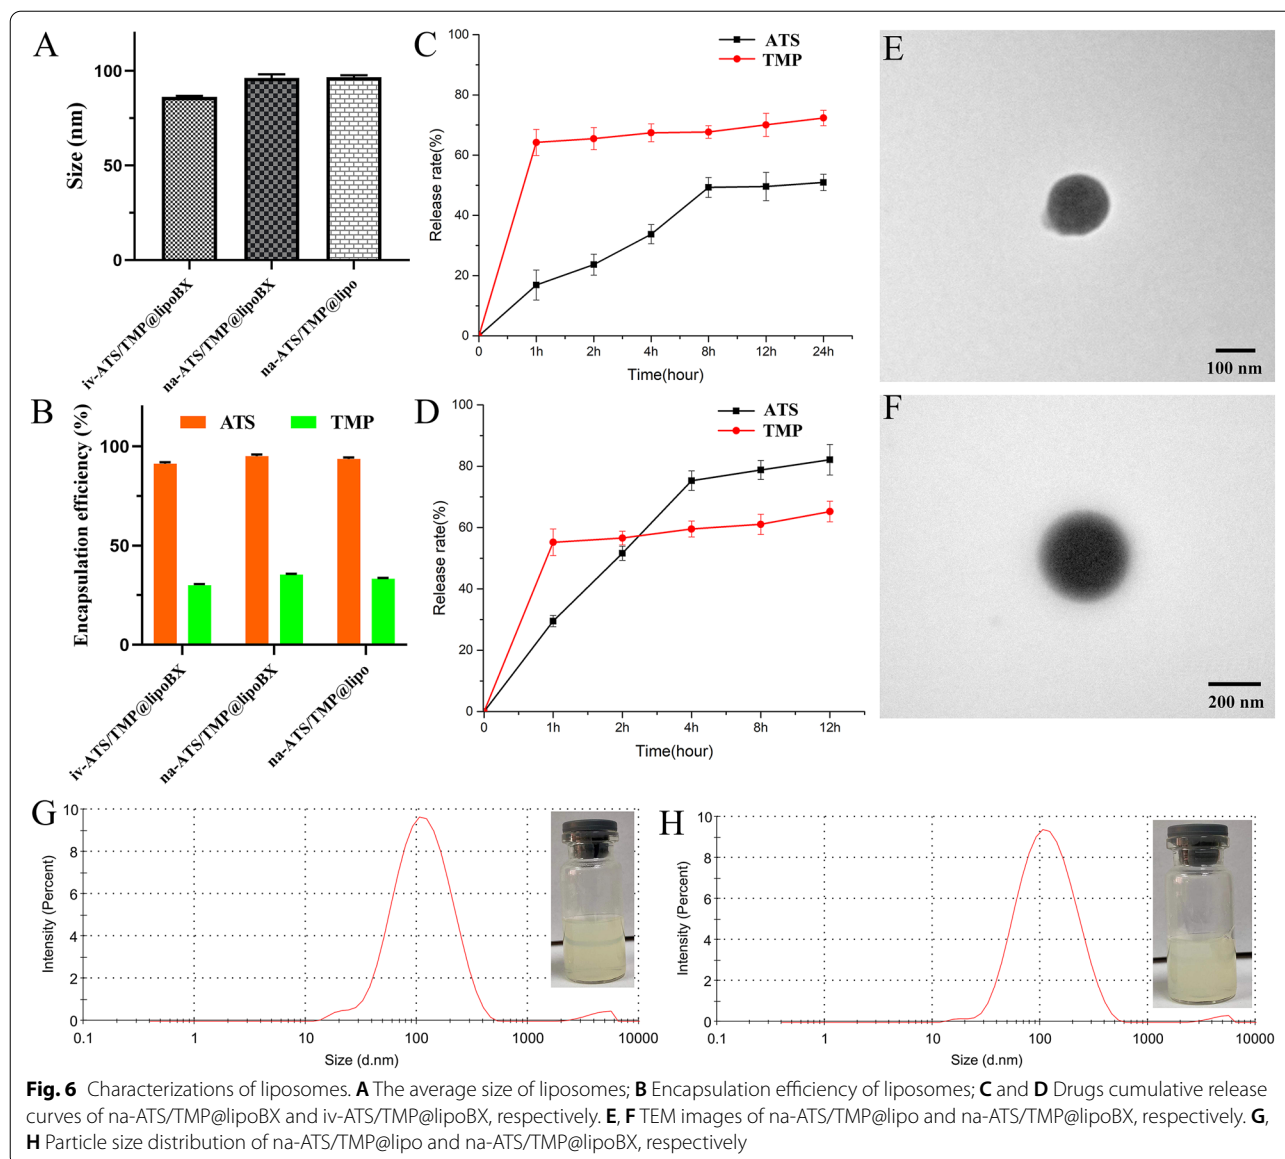 A
Size (nm)
100
50
0
iv-ATS/TMP@lipoBX
na-ATS/TMP@lipoBX
na-ATS/TMP@lipo
B
Encapsulation efficiency (%)
ATS
TMP
100
50
0
iv-ATS/TMP@lipoBX
na-ATS/TMP@lipoBX
na-ATS/TMP@lipo
C
Release rate(%)
100
80
60
40
20
0
ATS
TMP
0 1h 2h 4h 8h 12h 24h
Time(hour)
D
Release rate(%)
100
80
60
40
20
0
ATS
TMP
0 1h 2h 4h 8h 12h
Time(hour)
E
100 nm
F
200 nm
G
Intensity (Percent)
10
8
6
4
2
0
0.1 1 10 100 1000 10000
Size (d.nm)
H
Intensity (Percent)
10
8
6
4
2
0
0.1 1 10 100 1000 10000
Size (d.nm)
Fig. 6 Characterizations of liposomes. A The average size of liposomes; B Encapsulation efficiency of liposomes; C and D Drugs cumulative release
curves of na-ATS/TMP@lipoBX and iv-ATS/TMP@lipoBX, respectively. E, F TEM images of na-ATS/TMP@lipo and na-ATS/TMP@lipoBX, respectively. G,
H Particle size distribution of na-ATS/TMP@lipo and na-ATS/TMP@lipoBX, respectively